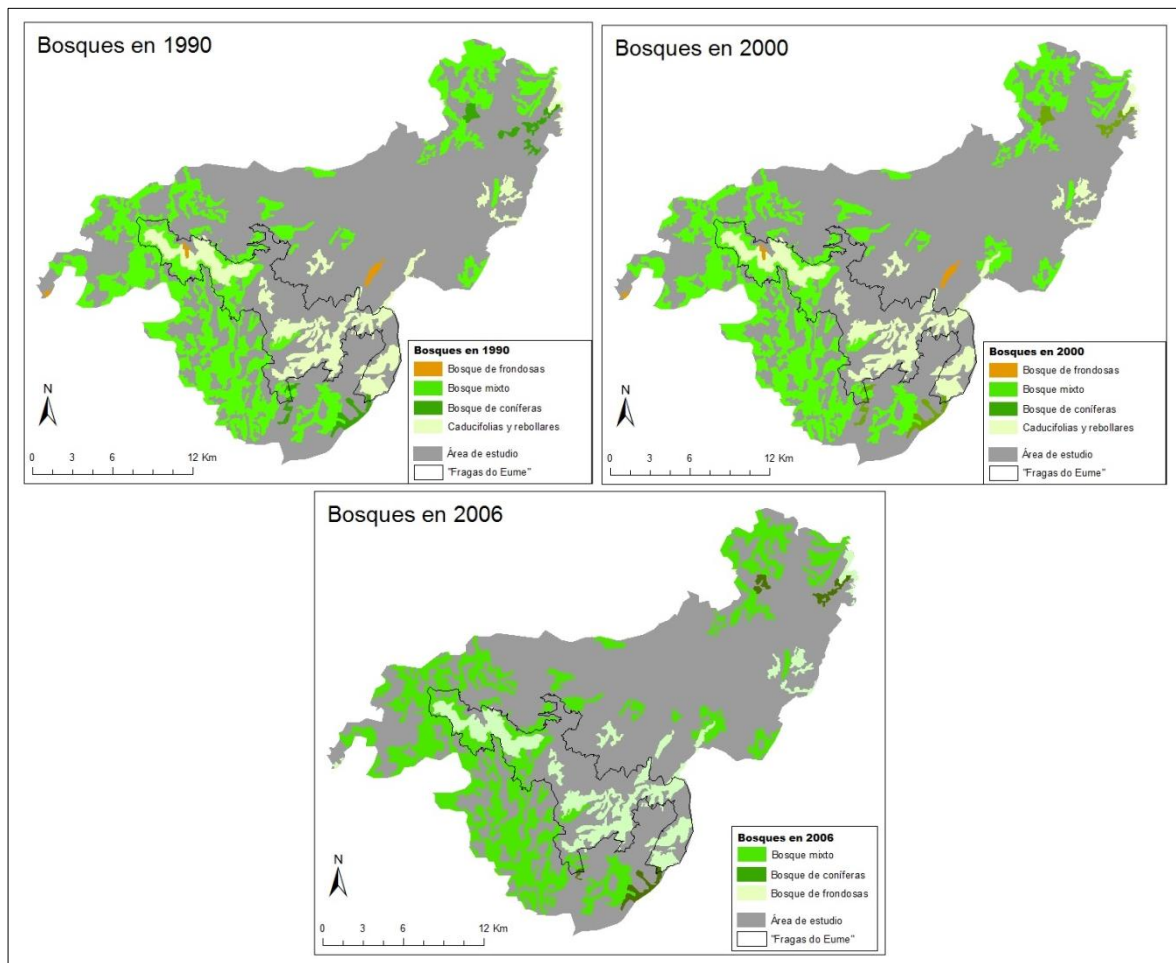 Bosques en 1990
Bosques en 1990
Bosque de frondosas
Bosque mixto
Bosque de coníferas
Caducifolias y rebollares
Área de estudio
"Fragas do Eume"
N
0 3 6 12 Km
Bosques en 2000
Bosques en 2000
Bosque de frondosas
Bosque mixto
Bosque de coníferas
Caducifolias y rebollares
Área de estudio
"Fragas do Eume"
N
0 3 6 12 Km
Bosques en 2006
Bosques en 2006
Bosque mixto
Bosque de coníferas
Bosque de frondosas
Área de estudio
"Fragas do Eume"
N
0 3 6 12 Km